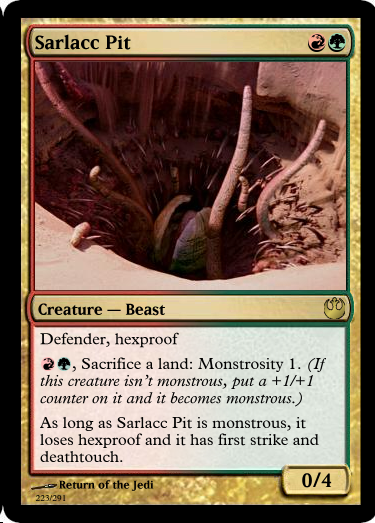 Sarlacc Pit
Creature — Beast
Defender, hexproof
, Sacrifice a land: Monstrosity 1. (If
this creature isn't monstrous, put a +1/+1
counter on it and it becomes monstrous.)
As long as Sarlacc Pit is monstrous, it
loses hexproof and it has first strike and
deathtouch.
0/4
Return of the Jedi
223/291